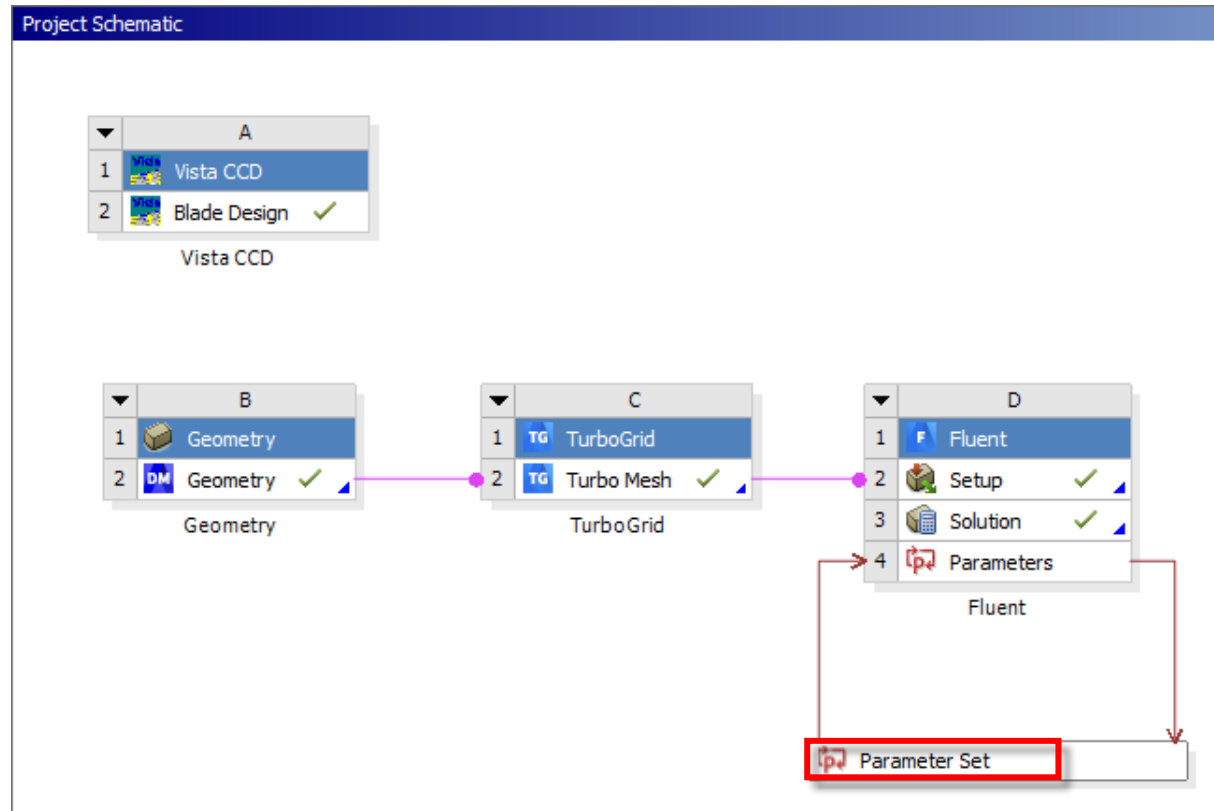 Project Schematic
A
1 Vista CCD
2 Blade Design
Vista CCD
B
1 Geometry
2 DM Geometry
Geometry
C
1 TG TurboGrid
2 TG Turbo Mesh
TurboGrid
D
1 F Fluent
2 Setup
3 Solution
4 Parameters
Fluent
Parameter Set